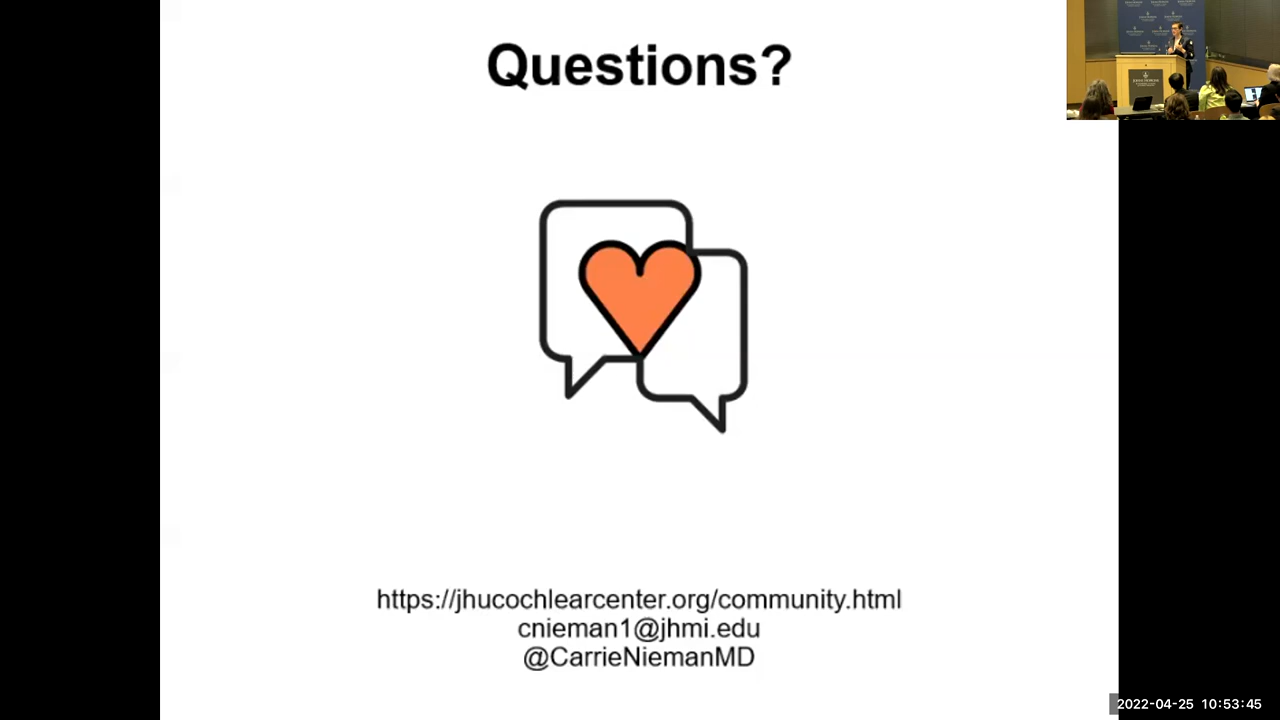 Questions?
https://jhucochlearcenter.org/community.html
cnieman1@jhmi.edu
@CarrieNiemanMD
2022-04-25 10:53:45